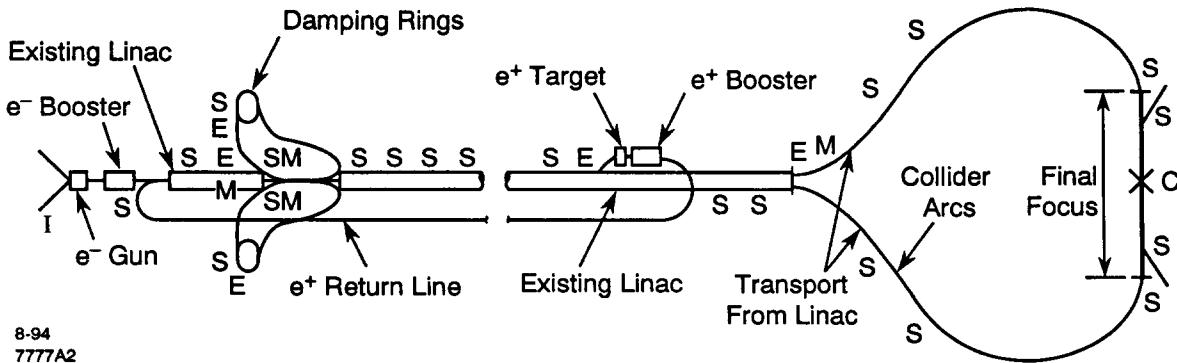 Damping Rings
Existing Linac
e⁻ Booster
e⁺ Target
e⁺ Booster
S
S
S
S
S
S
E
S
E
SM
S
S
S
S
S
E
E
M
M
SM
S
I
e⁻ Gun
S
E
e⁺ Return Line
S
S
Existing Linac
Transport
From Linac
Collider
Arcs
Final
Focus
C
S
S
S
S
8-94
7777A2